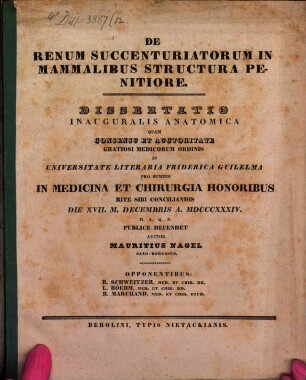 DE
RENUM SUCCENTURIATORUM IN
MAMMALIBUS STRUCTURA PE-
NITIORE.
DISSERTATIO
INAUGURALIS ANATOMICA
QUAM
CONSENSU ET AUCTORITATE
GRATIOSI MEDICORUM ORDINIS
IN
UNIVERSITATE LITERARIA FRIDERICA GUILELMA
PRO SUMMIS
IN MEDICINA ET CHIRURGIA HONORIBUS
RITE SIBI CONCILIANDIS
DIE XVII. M. DECEMBRIS A. MDCCCXXXIV.
H. L. Q. S.
PUBLICE DEFENDET
AUCTOR
MAURITIUS NAGEL
OPPONENTIBUS:
R. SCHWEITZER, MED. ET CHIR. DR.
L. BOEHM, MED. ET CHIR. DD.
B. MARCHAND, MED. ET CHIR. STUD.
BEROLINI, TYPIS NIETACKIANIS.